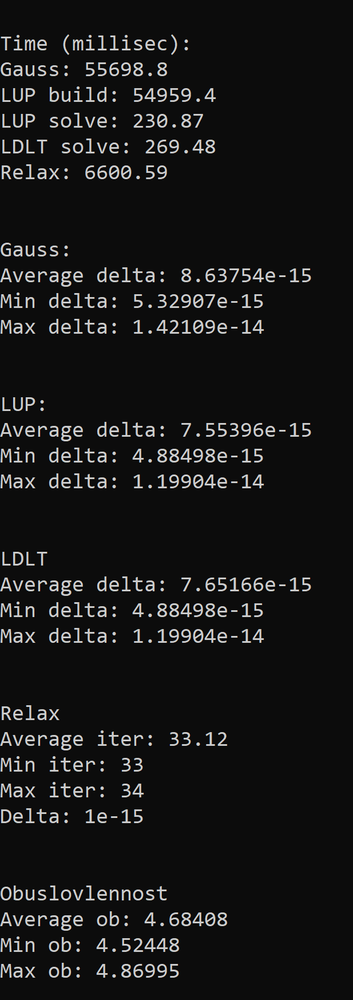 Time (millisec):
Gauss: 55698.8
LUP build: 54959.4
LUP solve: 230.87
LDLT solve: 269.48
Relax: 6600.59
Gauss:
Average delta: 8.63754e-15
Min delta: 5.32907e-15
Max delta: 1.42109e-14
LUP:
Average delta: 7.55396e-15
Min delta: 4.88498e-15
Max delta: 1.19904e-14
LDLT
Average delta: 7.65166e-15
Min delta: 4.88498e-15
Max delta: 1.19904e-14
Relax
Average iter: 33.12
Min iter: 33
Max iter: 34
Delta: 1e-15
Obuslovlennost
Average ob: 4.68408
Min ob: 4.52448
Max ob: 4.86995